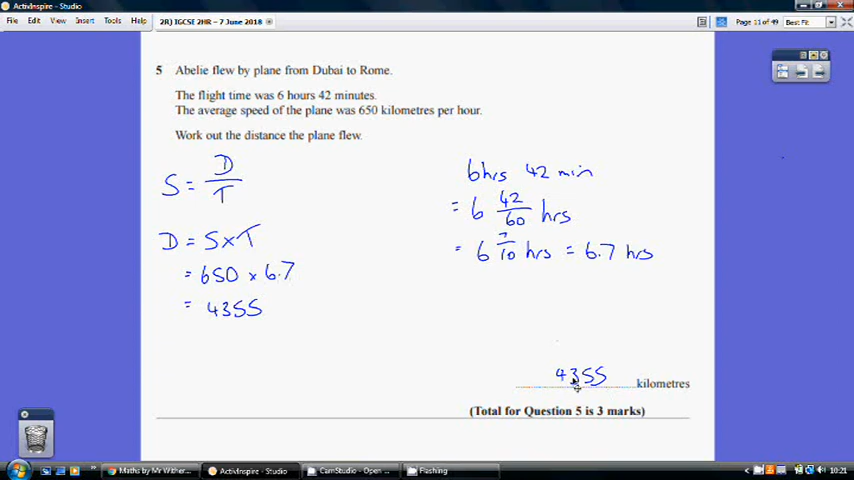 ActivInspire - Studio
File Edit View Insert Tools Help
2R) IGCSE 2HR – 7 June 2018
Page 11 of 49
Best Fit
5 Abelie flew by plane from Dubai to Rome.
The flight time was 6 hours 42 minutes.
The average speed of the plane was 650 kilometres per hour.
Work out the distance the plane flew.
S = D/T
D = S×T
= 650 × 6.7
= 4355
6hrs 42 min
= 6 42/60 hrs
= 6 7/10 hrs = 6.7 hrs
4355 kilometres
(Total for Question 5 is 3 marks)
Maths by Mr Wither...
ActivInspire - Studio
CamStudio - Open ...
Flashing
10:21